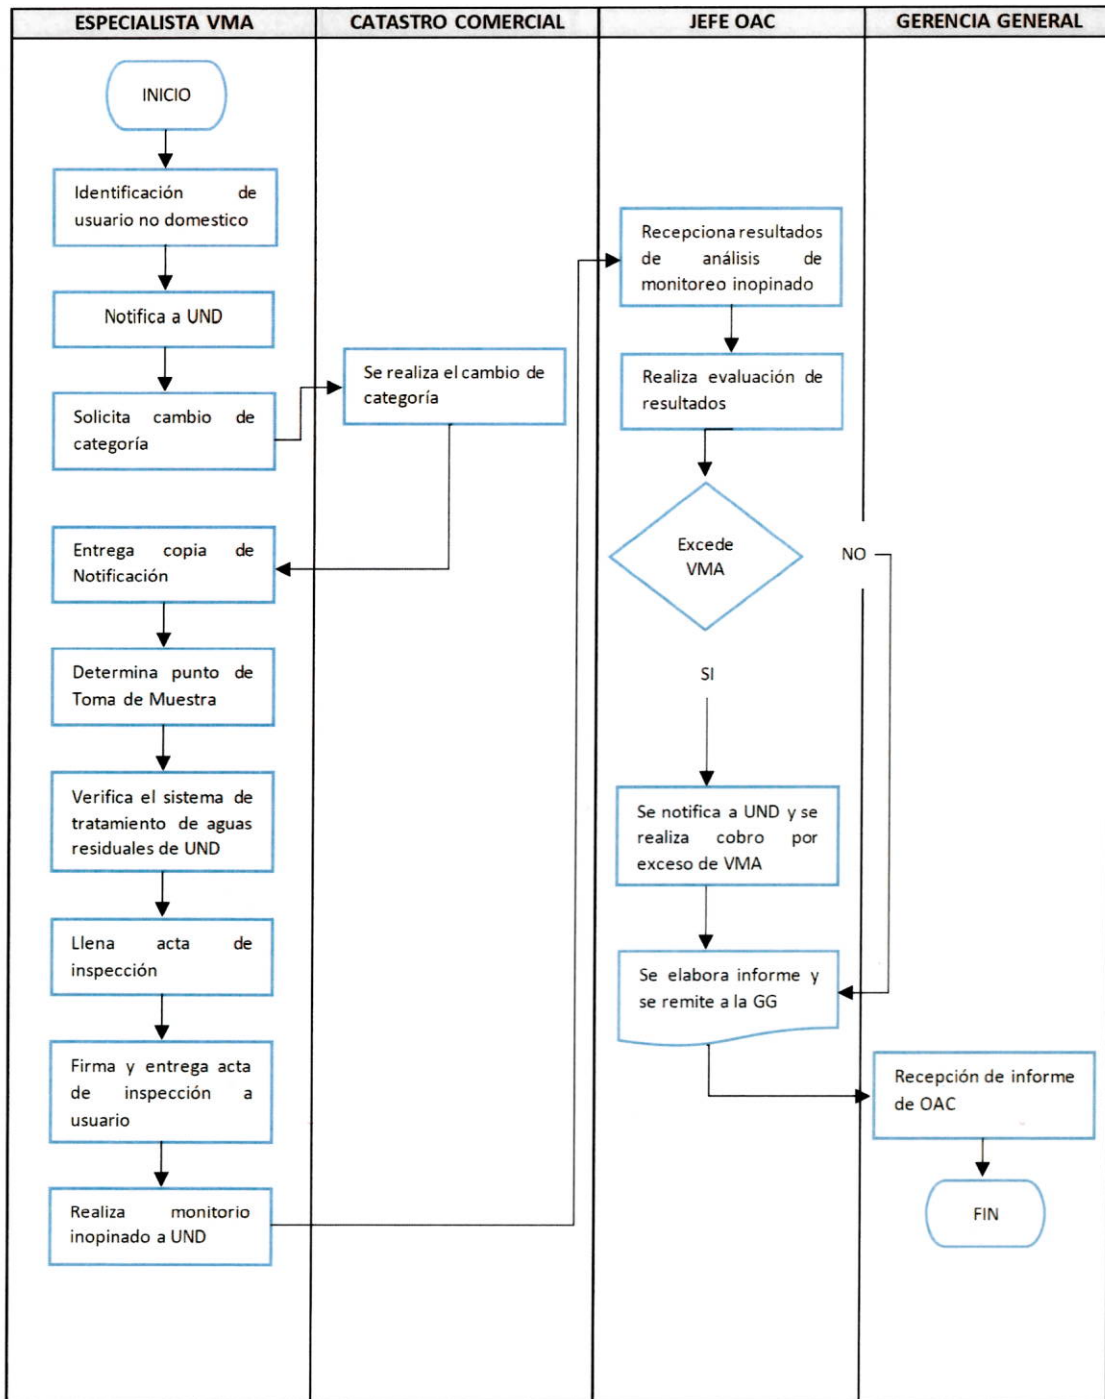 ESPECIALISTA VMA
CATASTRO COMERCIAL
JEFE OAC
GERENCIA GENERAL
INICIO
Identificación de
usuario no domestico
Notifica a UND
Solicita cambio de
categoría
Se realiza el cambio de
categoría
Entrega copia de
Notificación
Determina punto de
Toma de Muestra
Verifica el sistema de
tratamiento de aguas
residuales de UND
Llena acta de
inspección
Firma y entrega acta
de inspección a
usuario
Realiza monitorio
inopinado a UND
Recepciona resultados
de análisis de
monitoreo inopinado
Realiza evaluación de
resultados
Excede
VMA
NO
SI
Se notifica a UND y se
realiza cobro por
exceso de VMA
Se elabora informe y
se remite a la GG
Recepción de informe
de OAC
FIN